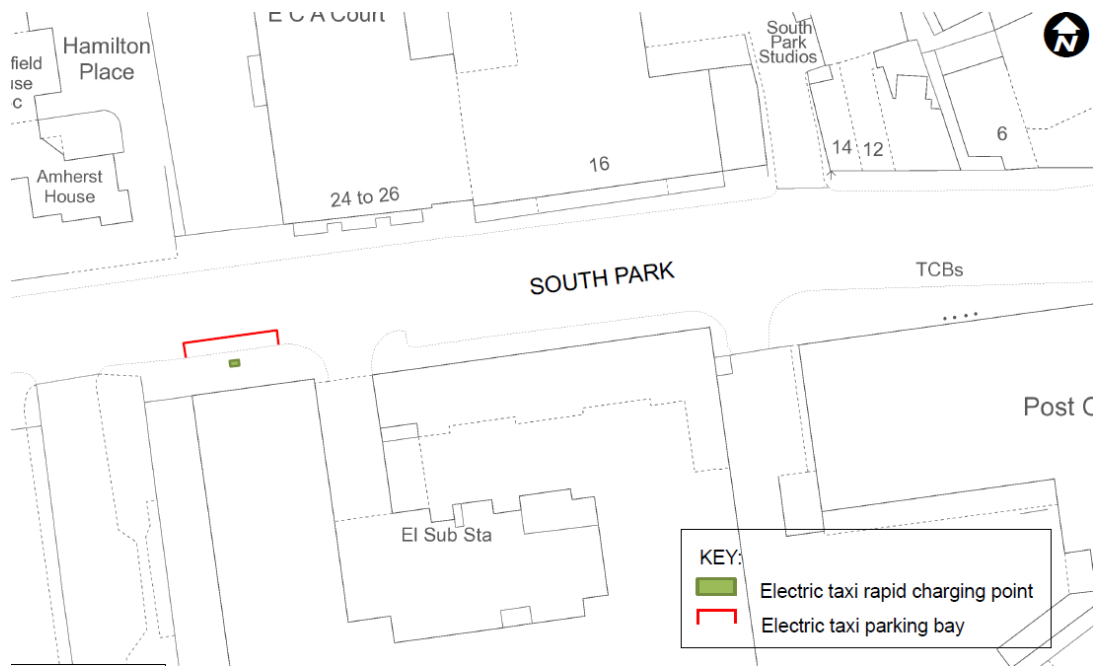 E C A Court
N
Hamilton
Place
South
Park
Studios
field
use
c
14
12
6
16
Amherst
House
24 to 26
SOUTH PARK
TCBs
Post
El Sub Sta
KEY:
Electric taxi rapid charging point
Electric taxi parking bay